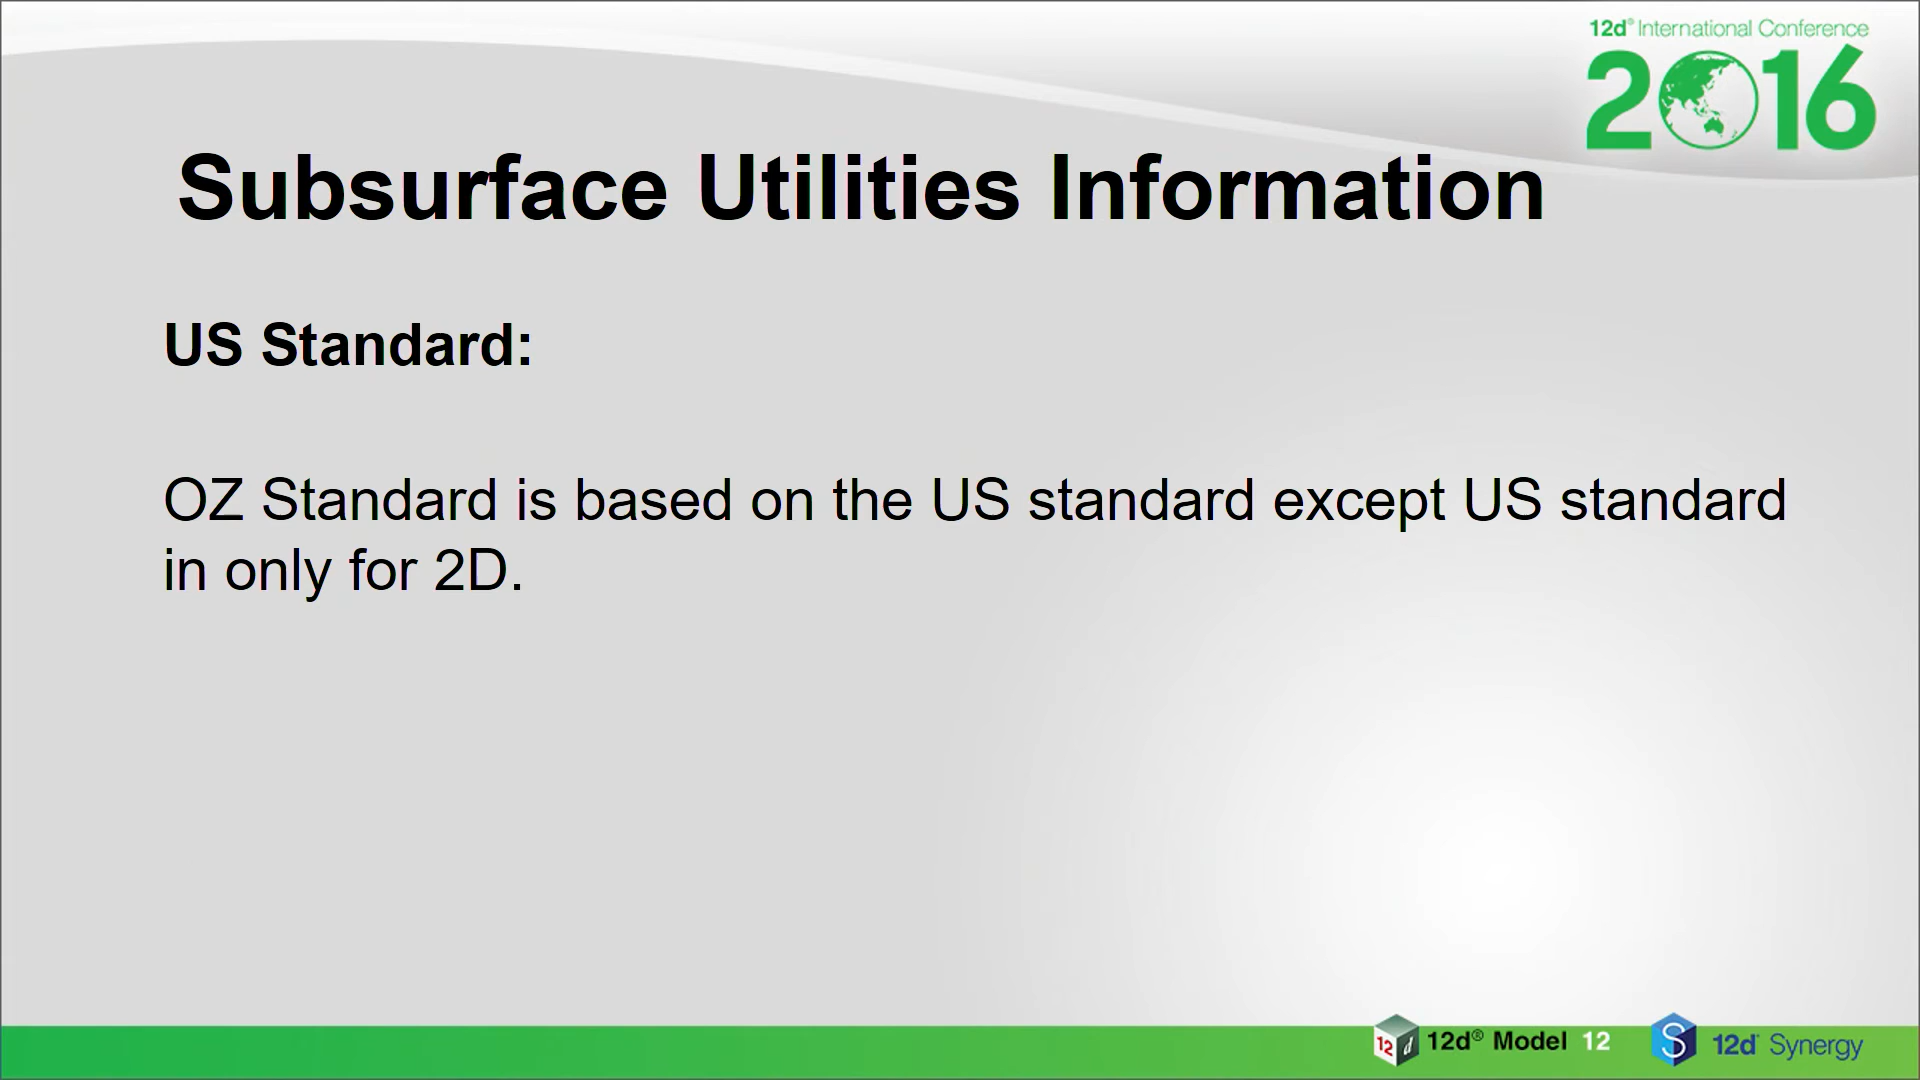 12d® International Conference
2016
Subsurface Utilities Information
US Standard:
OZ Standard is based on the US standard except US standard
in only for 2D.
12 d 12d® Model 12
S 12d® Synergy